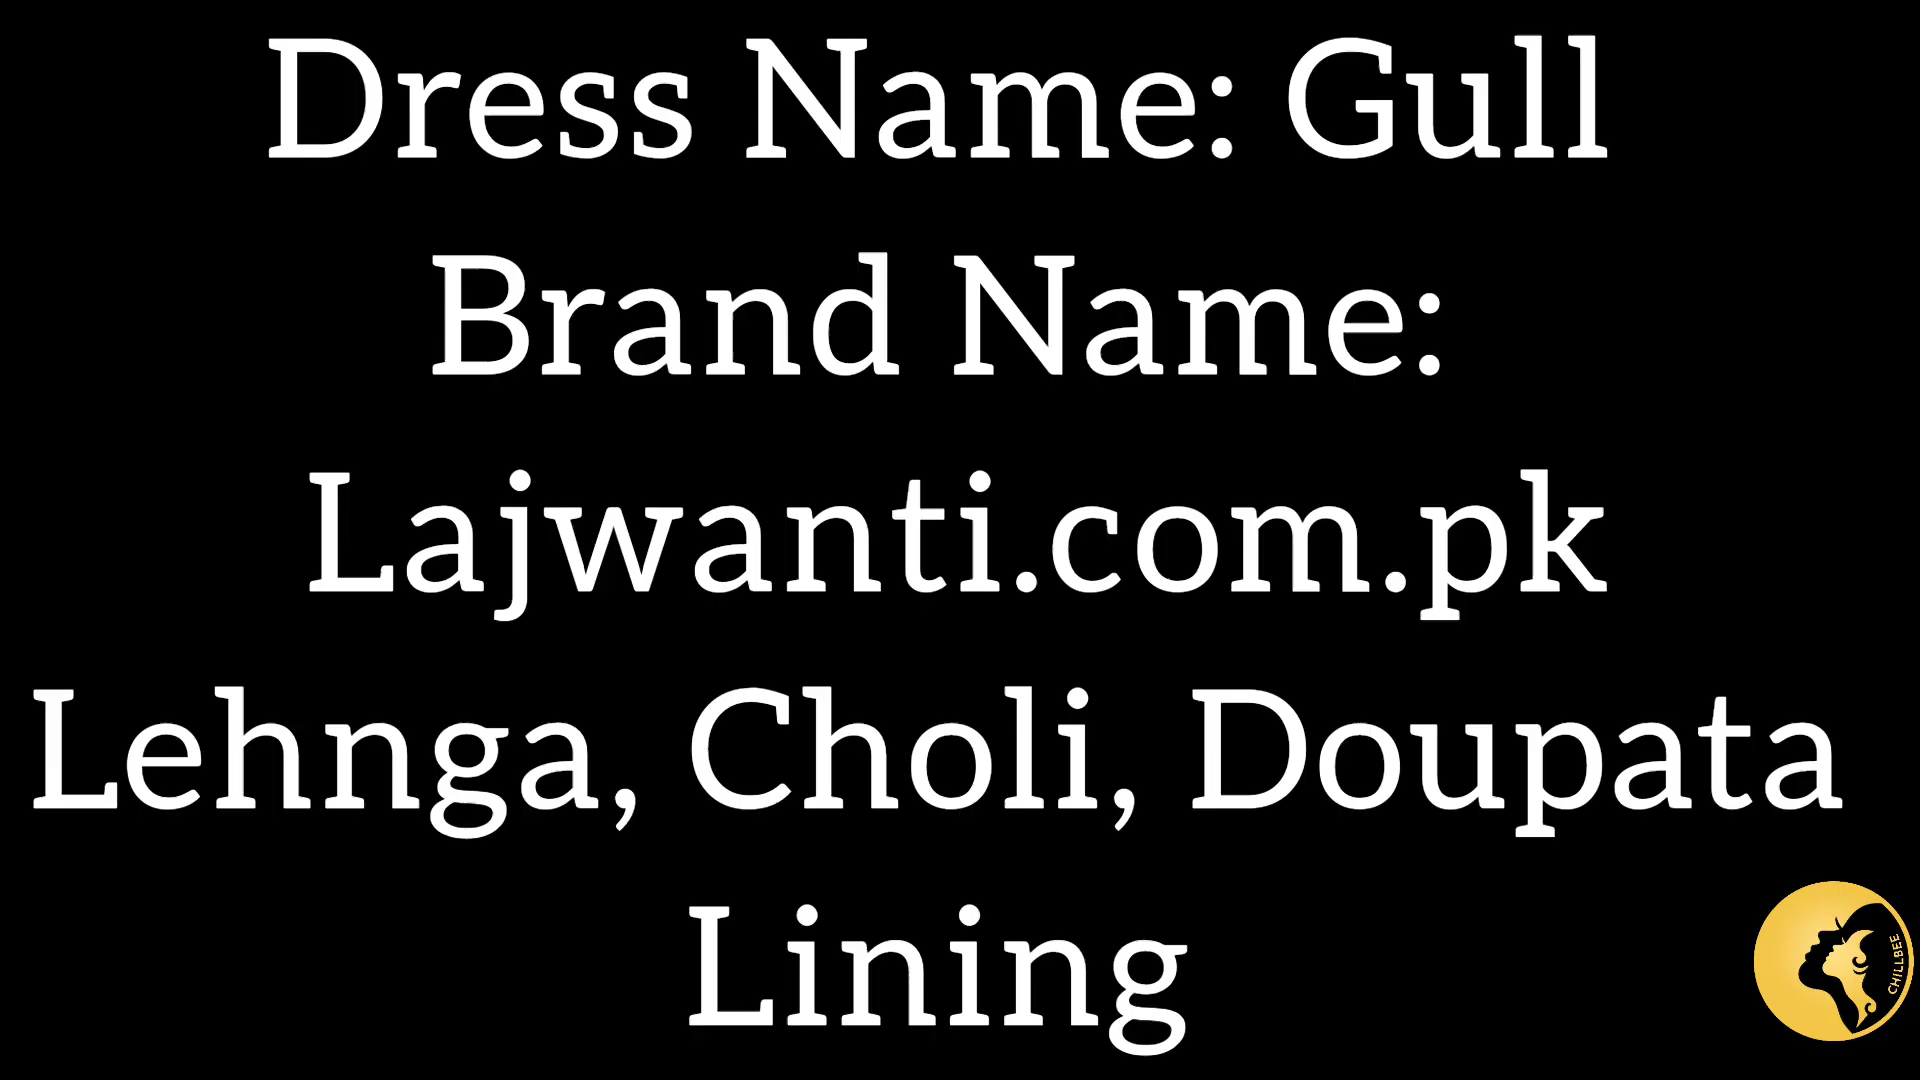 Dress Name: Gull
Brand Name:
Lajwanti.com.pk
Lehnga, Choli, Doupata
Lining
CHILLBEE